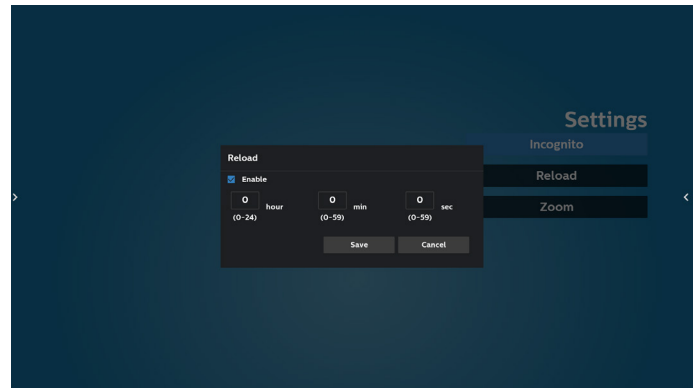 Settings
Incognito
Reload
Zoom
Reload
Enable
0 hour 0 min 0 sec
(0-24) (0-59) (0-59)
Save Cancel